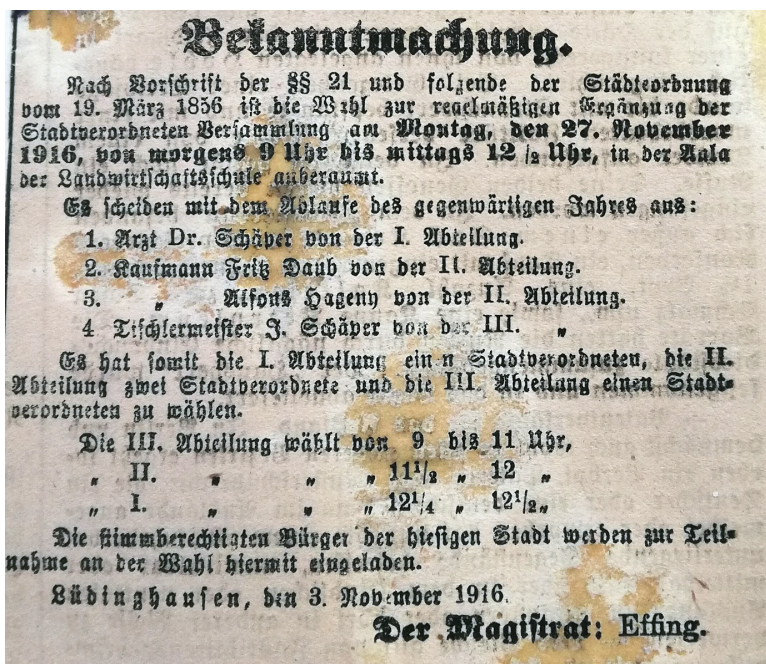 Bekanntmachung.
Nach Vorschrift der §§ 21 und folgende der Städteordnung
vom 19. März 1856 ist die Wahl zur regelmäßigen Ergänzung der
Stadtverordneten Versammlung am Montag, den 27. November
1916, von morgens 9 Uhr bis mittags 12 1/2 Uhr, in der Aula
der Landwirtschaftsschule anberaumt.
Es scheiden mit dem Ablaufe des gegenwärtigen Jahres aus:
1. Arzt Dr. Schäper von der I. Abteilung.
2. Kaufmann Fritz Daub von der II. Abteilung.
3. „ Alfons Hageny von der II. Abteilung.
4 Tischlermeister J. Schäper von der III. „
Es hat somit die I. Abteilung einen Stadtverordneten, die II.
Abteilung zwei Stadtverordnete und die III. Abteilung einen Stadt-
verordneten zu wählen.
Die III. Abteilung wählt von 9 bis 11 Uhr,
„ II. „ „ „ 11½ „ 12 „
„ I. „ „ „ 12¼ „ 12½ „
Die stimmberechtigten Bürger der hiesigen Stadt werden zur Teil-
nahme an der Wahl hiermit eingeladen.
Lüdinghausen, den 3. November 1916.
Der Magistrat: Effing.